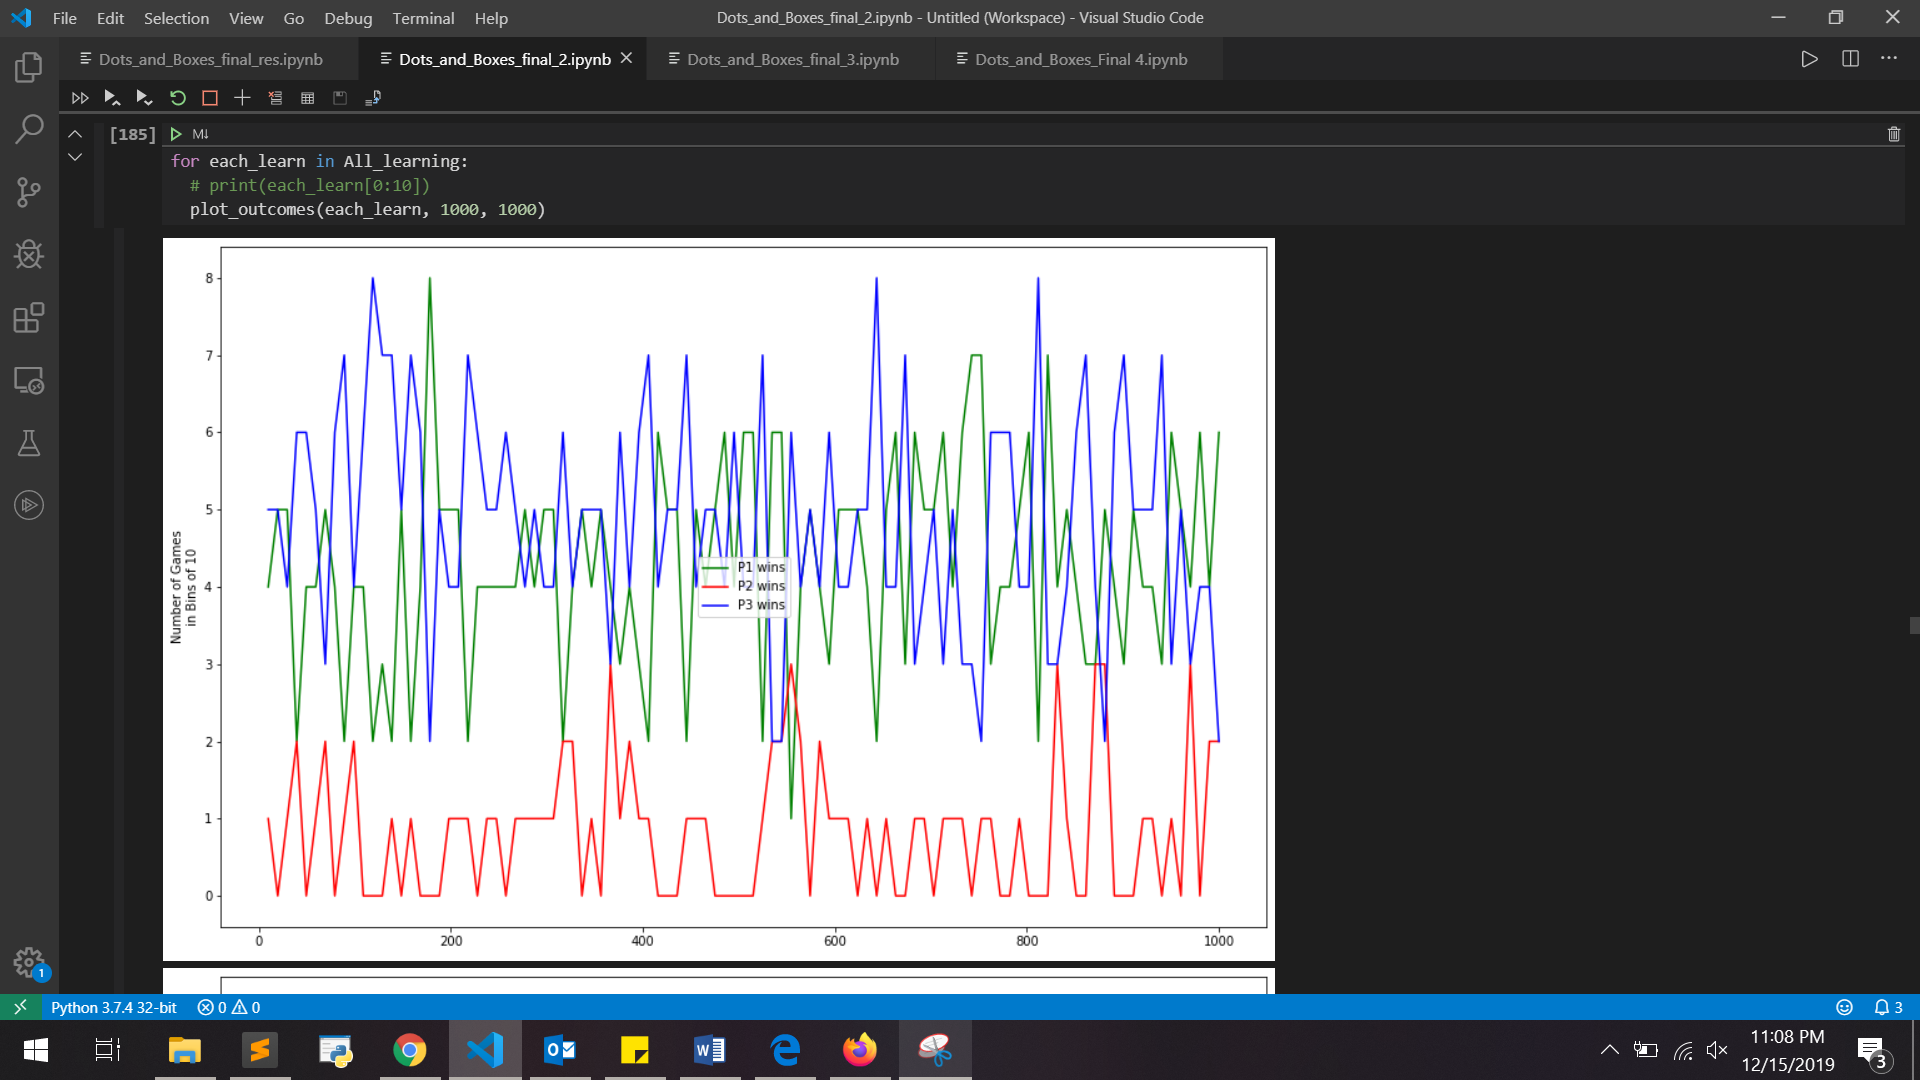 File Edit Selection View Go Debug Terminal Help
Dots_and_Boxes_final_2.ipynb - Untitled (Workspace) - Visual Studio Code
Dots_and_Boxes_final_res.ipynb
Dots_and_Boxes_final_2.ipynb
Dots_and_Boxes_final_3.ipynb
Dots_and_Boxes_Final 4.ipynb
[185] M↓
for each_learn in All_learning:
# print(each_learn[0:10])
plot_outcomes(each_learn, 1000, 1000)
8
7
6
5
4
3
2
1
0
Number of Games
in Bins of 10
P1 wins
P2 wins
P3 wins
0 200 400 600 800 1000
1
Python 3.7.4 32-bit 0 0
3
11:08 PM
12/15/2019
3